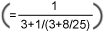 (= 1
3+1/(3+8/25) )